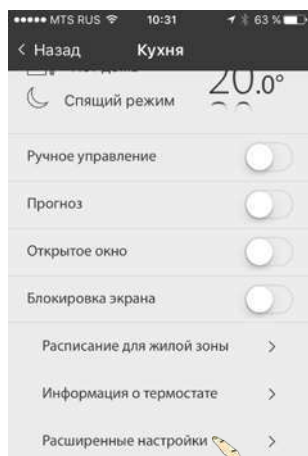 MTS RUS 10:31 63 %
Назад Кухня
Спящий режим 20.0°
Ручное управление
Прогноз
Открытое окно
Блокировка экрана
Расписание для жилой зоны
Информация о термостате
Расширенные настройки